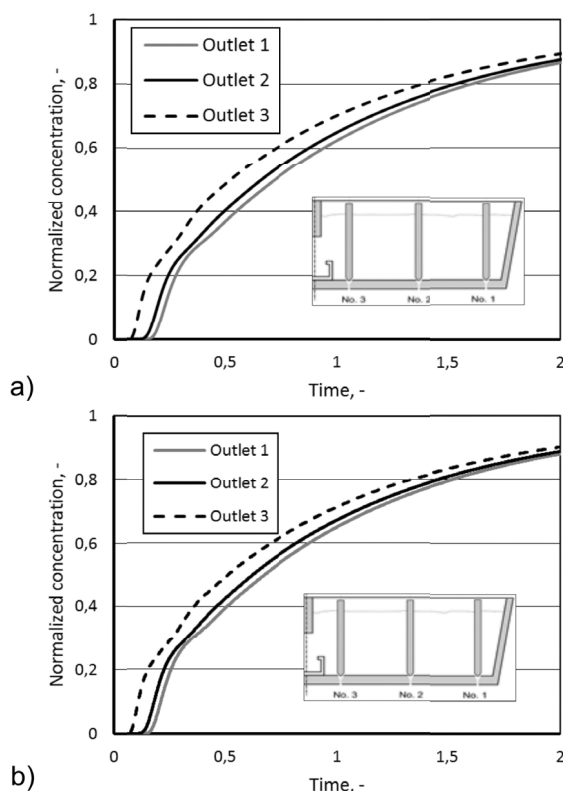 1
Outlet 1
Outlet 2
Outlet 3
0,8
0,6
0,4
0,2
0
Normalized concentration, -
No. 3 No. 2 No. 1
0 0,5 1 1,5 2
Time, -
a)
1
Outlet 1
Outlet 2
Outlet 3
0,8
0,6
0,4
0,2
0
Normalized concentration, -
No. 3 No. 2 No. 1
0 0,5 1 1,5 2
Time, -
b)